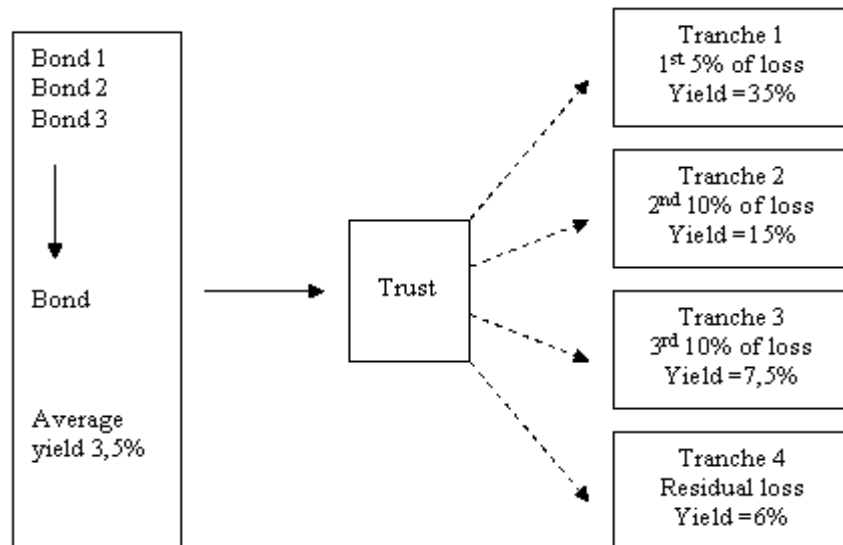 Bond 1
Bond 2
Bond 3
Bond
Average
yield 3,5%
Trust
Tranche 1
1st 5% of loss
Yield =35%
Tranche 2
2nd 10% of loss
Yield =15%
Tranche 3
3rd 10% of loss
Yield =7,5%
Tranche 4
Residual loss
Yield =6%